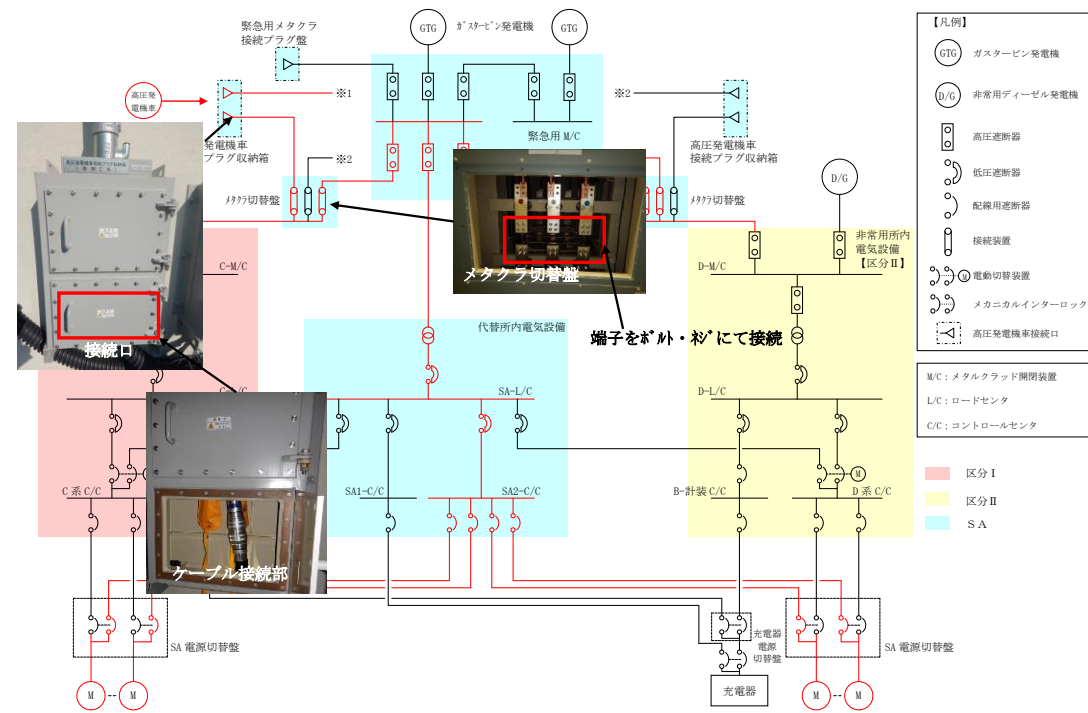 緊急用メタクラ
接続プラグ盤
GTG
ガスタービン発電機
GTG
高圧発
電機車
※1
※2
緊急用 M/C
※2
発電機車
プラグ収納箱
高圧発電機車
接続プラグ収納箱
メタクラ切替盤
メタクラ切替盤
D/G
非常用所内
電気設備
【区分Ⅱ】
C-M/C
D-M/C
接続口
メタクラ切替盤
端子をボルト・ネジにて接続
代替所内電気設備
C-L/C
SA-L/C
D-L/C
M
M
C 系 C/C
SA1-C/C
SA2-C/C
B-計装 C/C
D 系 C/C
ケーブル接続部
SA 電源切替盤
充電器
電源
切替盤
SA 電源切替盤
M
M
充電器
M
M
【凡例】
GTG
ガスタービン発電機
D/G
非常用ディーゼル発電機
高圧遮断器
低圧遮断器
配線用遮断器
接続装置
M
電動切替装置
メカニカルインターロック
高圧発電機車接続口
M/C：メタルクラッド開閉装置
L/C：ロードセンタ
C/C：コントロールセンタ
区分Ⅰ
区分Ⅱ
ＳＡ